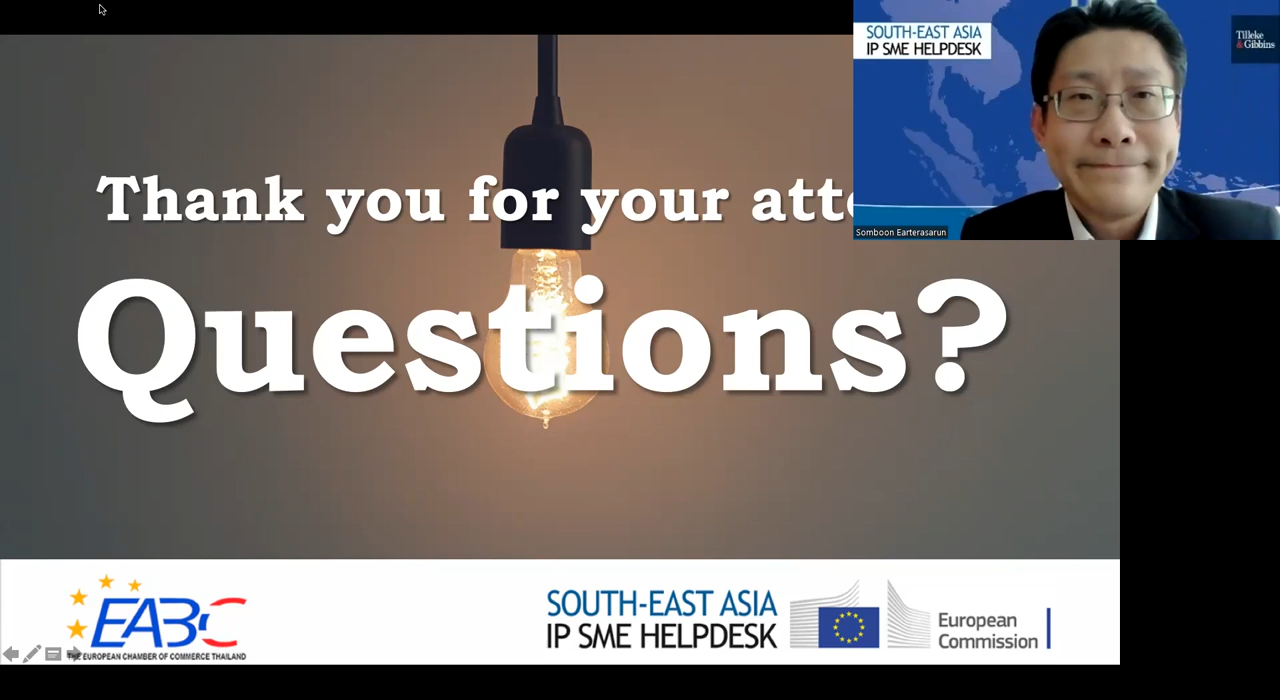 Thank you for your atte
Questions?
SOUTH-EAST ASIA
IP SME HELPDESK
Tilleke
& Gibbins
Somboon Earterasarun
EABC
THE EUROPEAN CHAMBER OF COMMERCE THAILAND
SOUTH-EAST ASIA
IP SME HELPDESK
European
Commission